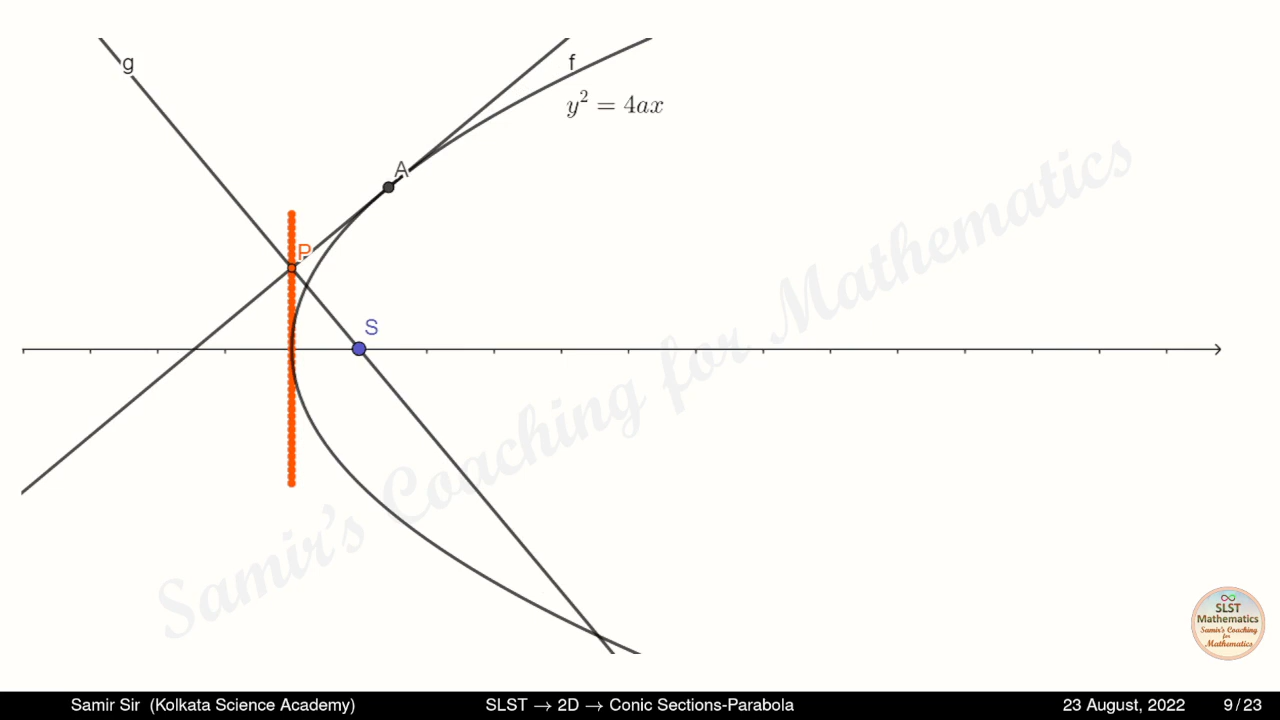 g
f
y² = 4ax
A
P
S
Samir's Coaching for Mathematics
SLST
Mathematics
Samir's Coaching
for
Mathematics
Samir Sir (Kolkata Science Academy) SLST → 2D → Conic Sections-Parabola 23 August, 2022 9 / 23